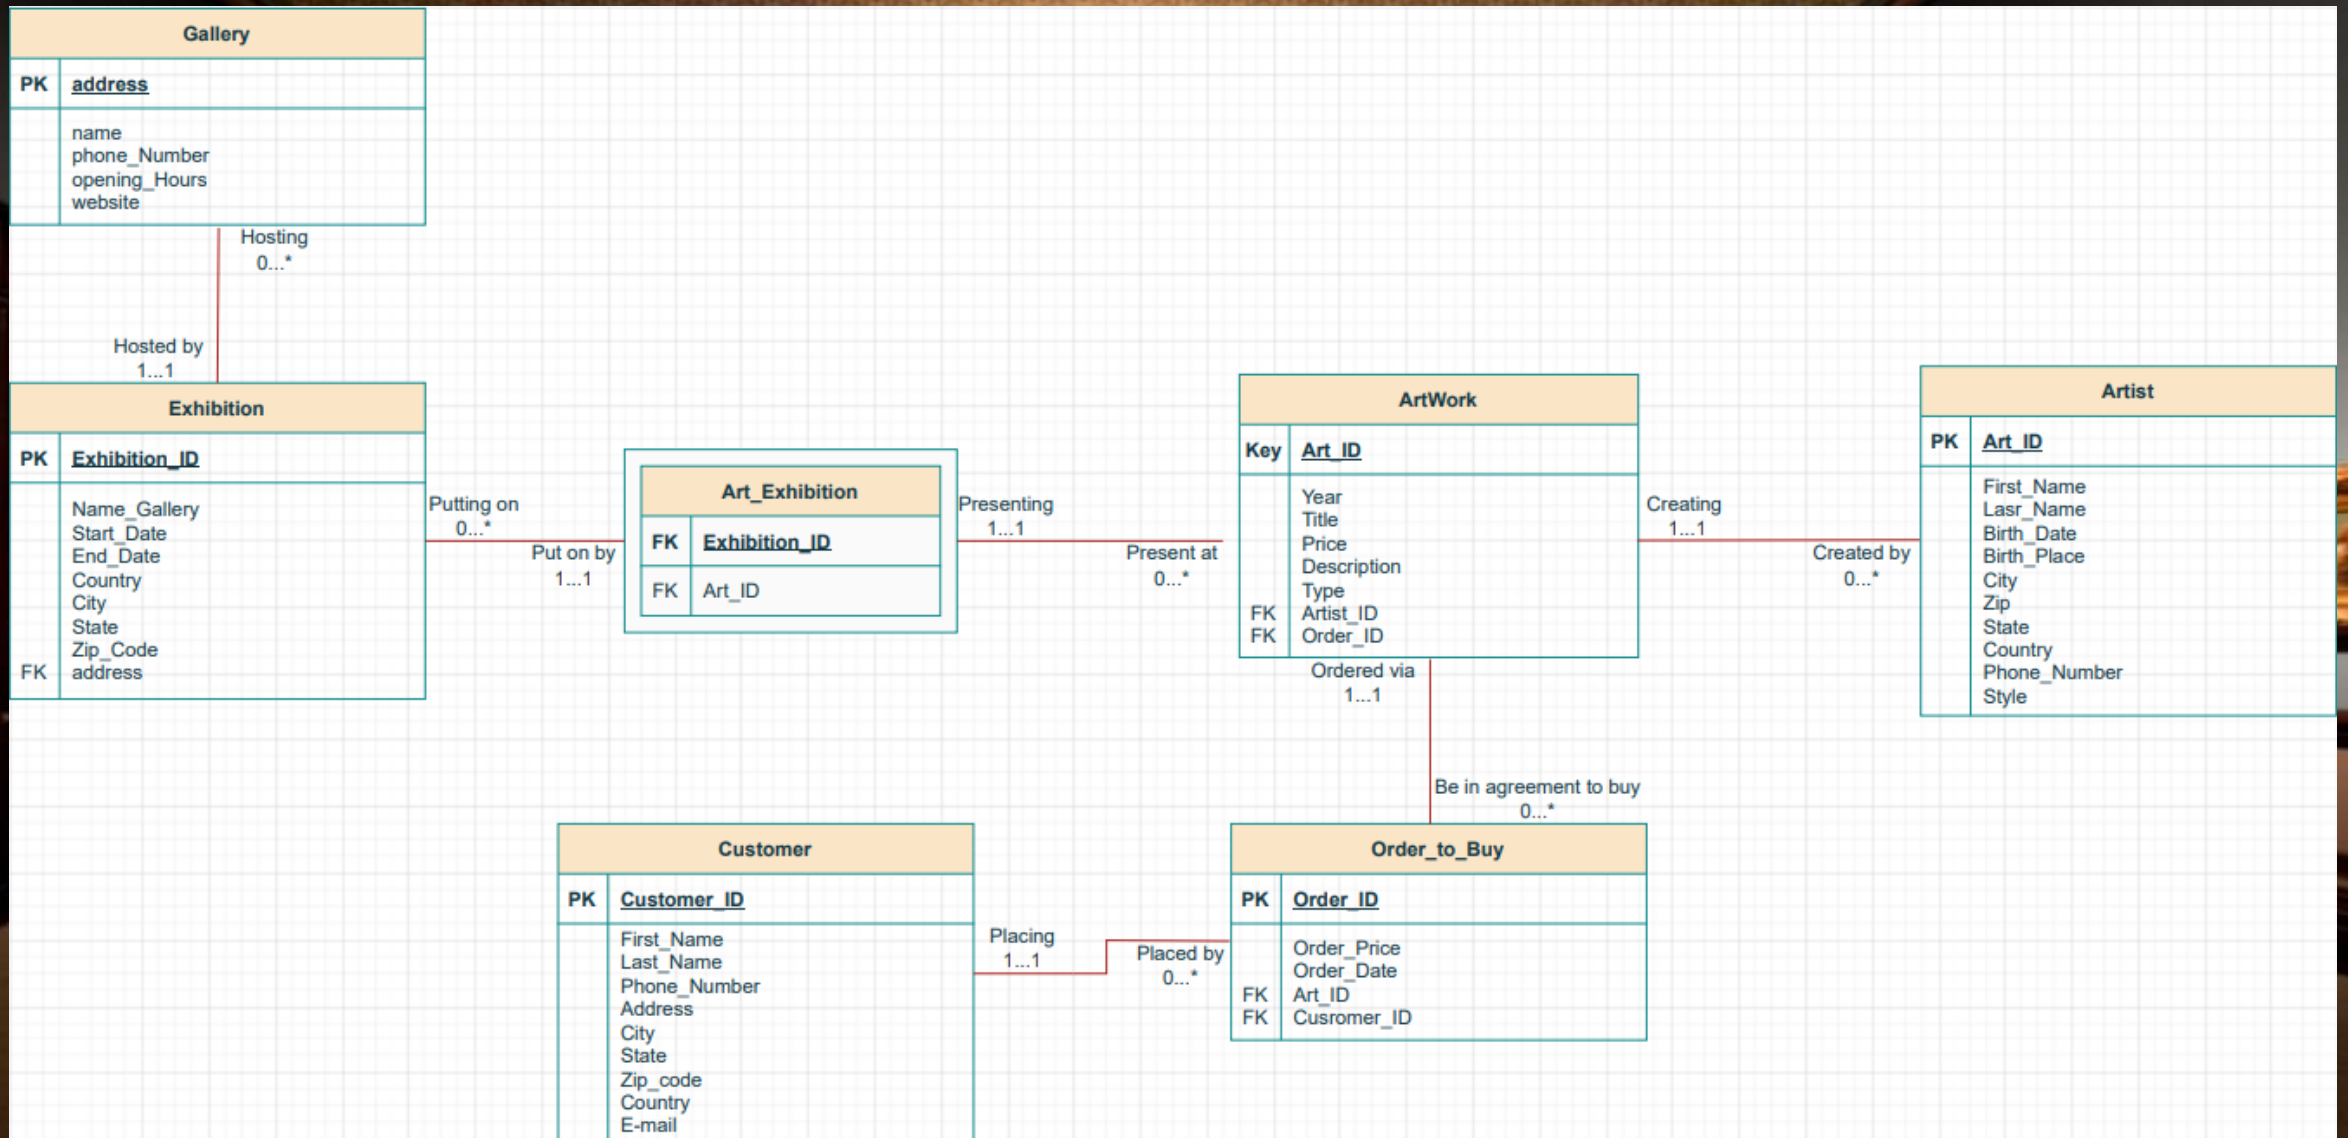 Gallery
PK address
name
phone_Number
opening_Hours
website
Hosting
0...*
Hosted by
1...1
Exhibition
PK Exhibition_ID
Name_Gallery
Start_Date
End_Date
Country
City
State
Zip_Code
FK address
Putting on
0...*
Put on by
1...1
Art_Exhibition
FK Exhibition_ID
FK Art_ID
Presenting
1...1
Present at
0...*
ArtWork
Key Art_ID
Year
Title
Price
Description
Type
FK Artist_ID
FK Order_ID
Creating
1...1
Created by
0...*
Artist
PK Art_ID
First_Name
Lasr_Name
Birth_Date
Birth_Place
City
Zip
State
Country
Phone_Number
Style
Ordered via
1...1
Be in agreement to buy
0...*
Customer
PK Customer_ID
First_Name
Last_Name
Phone_Number
Address
City
State
Zip_code
Country
E-mail
Placing
1...1
Placed by
0...*
Order_to_Buy
PK Order_ID
Order_Price
Order_Date
FK Art_ID
FK Cusromer_ID